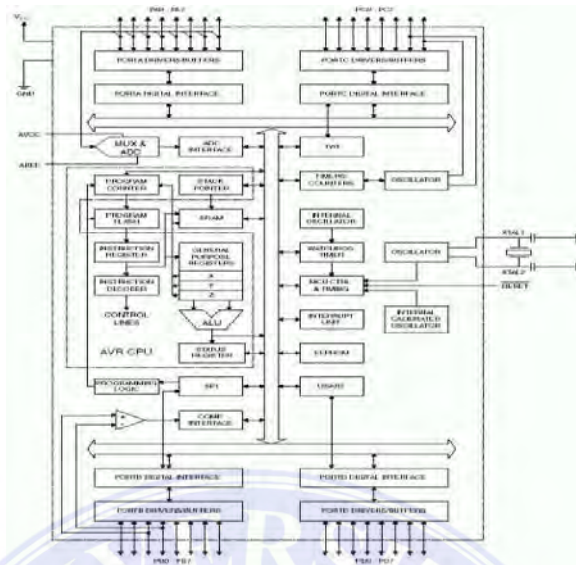 PA0 - PA7
PC0 - PC7
VCC
PORTA DRIVERS/BUFFERS
PORTC DRIVERS/BUFFERS
GND
PORTA DIGITAL INTERFACE
PORTC DIGITAL INTERFACE
AVCC
MUX &
ADC
ADC
INTERFACE
TWI
AREF
PROGRAM
COUNTER
STACK
POINTER
TIMERS/
COUNTERS
OSCILLATOR
PROGRAM
FLASH
SRAM
INTERNAL
OSCILLATOR
XTAL1
INSTRUCTION
REGISTER
GENERAL
PURPOSE
REGISTERS
WATCHDOG
TIMER
OSCILLATOR
X
XTAL2
INSTRUCTION
DECODER
Y
MCU CTRL.
& TIMING
RESET
Z
CONTROL
LINES
ALU
INTERRUPT
UNIT
INTERNAL
CALIBRATED
OSCILLATOR
AVR CPU
STATUS
REGISTER
EEPROM
PROGRAMMING
LOGIC
SPI
USART
+
-
COMP.
INTERFACE
PORTB DIGITAL INTERFACE
PORTD DIGITAL INTERFACE
PORTB DRIVERS/BUFFERS
PORTD DRIVERS/BUFFERS
PB0 - PB7
PD0 - PD7